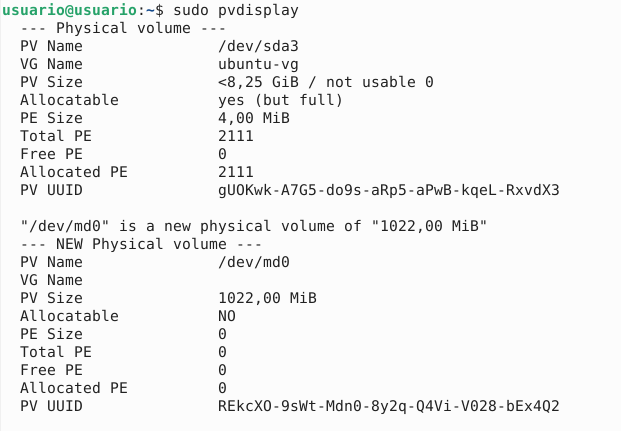 usuario@usuario:~$ sudo pvdisplay
--- Physical volume ---
PV Name /dev/sda3
VG Name ubuntu-vg
PV Size <8,25 GiB / not usable 0
Allocatable yes (but full)
PE Size 4,00 MiB
Total PE 2111
Free PE 0
Allocated PE 2111
PV UUID gUOKwk-A7G5-do9s-aRp5-aPwB-kqeL-RxvdX3
"/dev/md0" is a new physical volume of "1022,00 MiB"
--- NEW Physical volume ---
PV Name /dev/md0
VG Name
PV Size 1022,00 MiB
Allocatable NO
PE Size 0
Total PE 0
Free PE 0
Allocated PE 0
PV UUID REkcXO-9sWt-Mdn0-8y2q-Q4Vi-V028-bEx4Q2